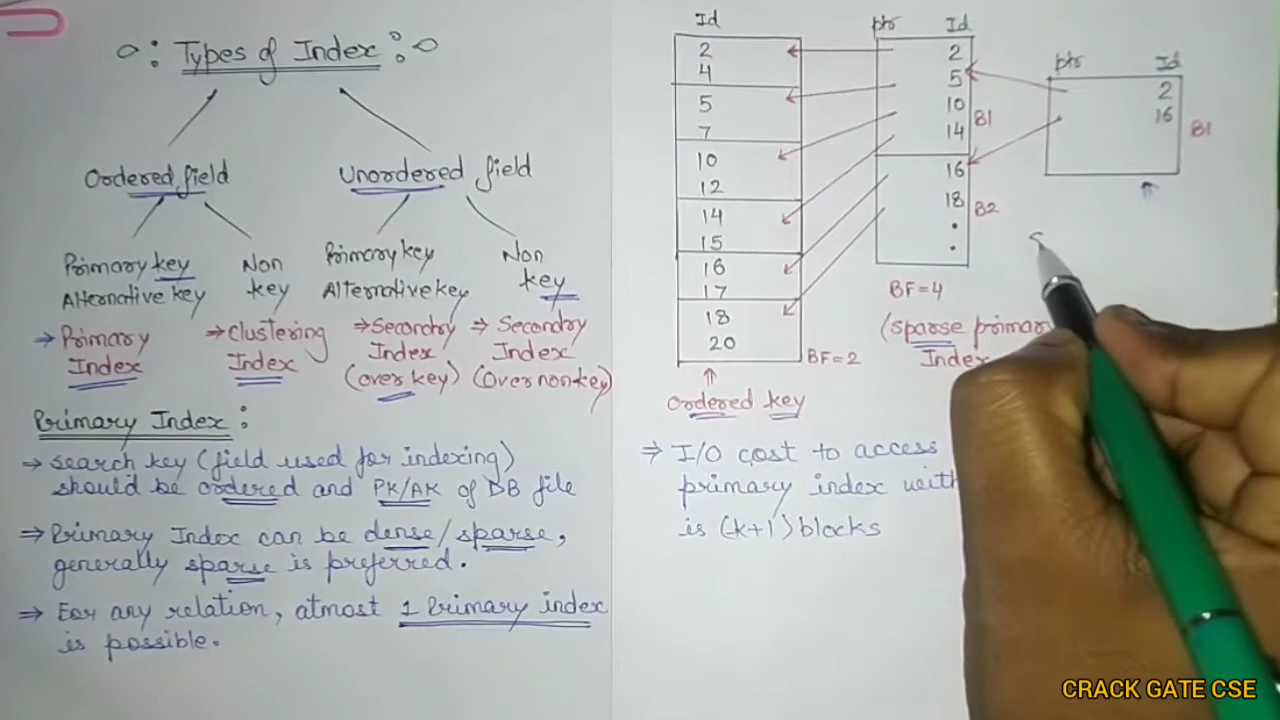 Types of Index
Ordered field
Unordered field
Primary key
Alternative key
Non
key
Primary key
Alternative key
Non
key
⇒ Primary
Index
⇒ Clustering
Index
⇒ Secondry
Index
(over key)
⇒ Secondry
Index
(Over nonkey)
Primary Index:
⇒ Search key (field used for indexing)
should be ordered and PK/AK of DB file
⇒ Primary Index can be dense/sparse,
generally sparse is preferred.
⇒ For any relation, atmost 1 Primary index
is possible.
Id
2
4
5
7
10
12
14
15
16
17
18
20
BF=2
Ordered key
ptr Id
2
5
10
14
B1
16
18
B2
BF=4
(sparse primar
Index
ptr Id
2
16
B1
S
⇒ I/O cost to access
primary index with
is (k+1) blocks
CRACK GATE CSE